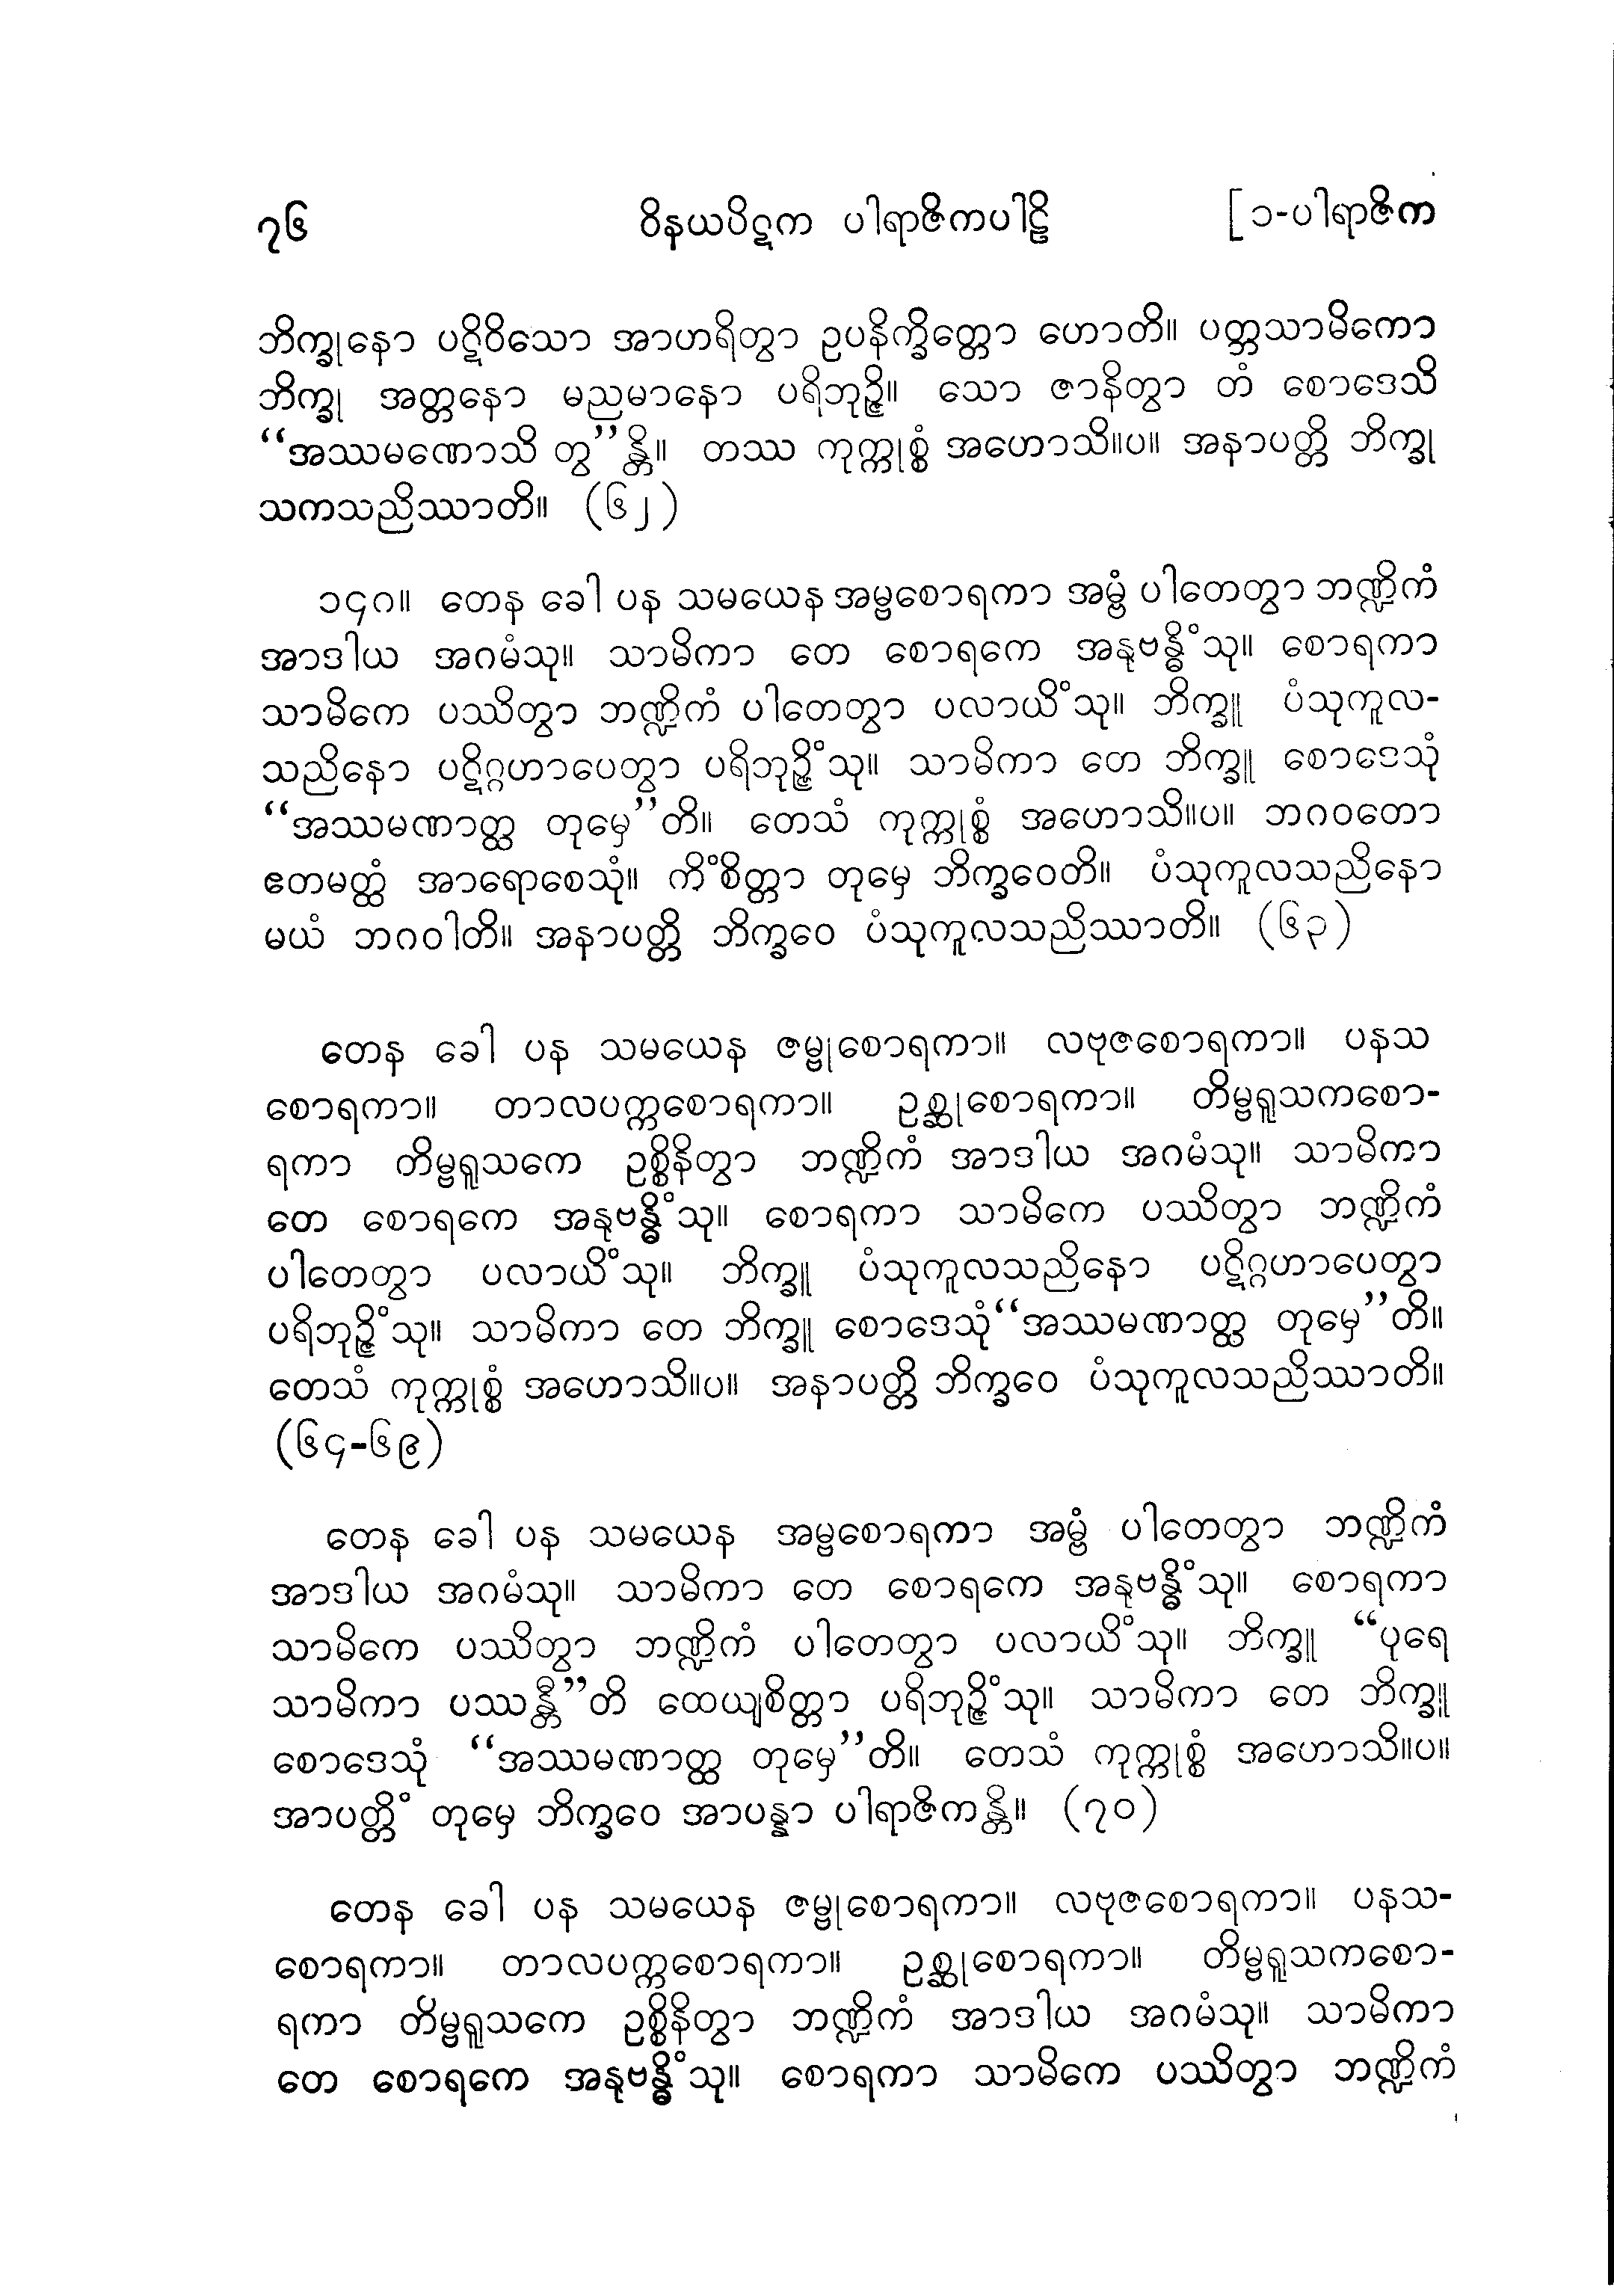 ၇၆ ဝိနယပိဋက ပါရာဇိကပါဠိ [၁-ပါရာဇိက
ဘိက္ခုနော ပဋိဝိသော အာဟရိတွာ ဥပနိက္ခိတ္တော ဟောတိ။ ပတ္တသာမိကော
ဘိက္ခု အတ္တနော မညမာနော ပရိဘုဉ္ဇိ။ သော ဇာနိတွာ တံ စောဒေသိ
“အဿမဏောသိ တွ”န္တိ။ တဿ ကုက္ကုစ္စံ အဟောသိ။ပ။ အနာပတ္တိ ဘိက္ခု
သကသညိဿာတိ။ (၆၂)
၁၄၈။ တေန ခေါ ပန သမယေန အမ္ဗစောရကာ အမ္ဗံ ပါတေတွာ ဘဏ္ဍိကံ
အာဒါယ အဂမံသု။ သာမိကာ တေ စောရကေ အနုဗန္ဓိံသု။ စောရကာ
သာမိကေ ပဿိတွာ ဘဏ္ဍိကံ ပါတေတွာ ပလာယိံသု။ ဘိက္ခူ ပံသုကူလ-
သညိနော ပဋိဂ္ဂဟာပေတွာ ပရိဘုဉ္ဇိံသု။ သာမိကာ တေ ဘိက္ခူ စောဒေသုံ
“အဿမဏာတ္ထ တုမှေ”တိ။ တေသံ ကုက္ကုစ္စံ အဟောသိ။ပ။ ဘဂဝတော
ဧတမတ္ထံ အာရောစေသုံ။ ကိံစိတ္တာ တုမှေ ဘိက္ခဝေတိ။ ပံသုကူလသညိနော
မယံ ဘဂဝါတိ။ အနာပတ္တိ ဘိက္ခဝေ ပံသုကူလသညိဿာတိ။ (၆၃)
တေန ခေါ ပန သမယေန ဇမ္ဗုစောရကာ။ လဗုဇစောရကာ။ ပနသ
စောရကာ။ တာလပက္ကစောရကာ။ ဥစ္ဆုစောရကာ။ တိမ္ဗရူသကစော-
ရကာ တိမ္ဗရူသကေ ဥစ္စိနိတွာ ဘဏ္ဍိကံ အာဒါယ အဂမံသု။ သာမိကာ
တေ စောရကေ အနုဗန္ဓိံသု။ စောရကာ သာမိကေ ပဿိတွာ ဘဏ္ဍိကံ
ပါတေတွာ ပလာယိံသု။ ဘိက္ခူ ပံသုကူလသညိနော ပဋိဂ္ဂဟာပေတွာ
ပရိဘုဉ္ဇိံသု။ သာမိကာ တေ ဘိက္ခူ စောဒေသုံ“အဿမဏာတ္ထ တုမှေ”တိ။
တေသံ ကုက္ကုစ္စံ အဟောသိ။ပ။ အနာပတ္တိ ဘိက္ခဝေ ပံသုကူလသညိဿာတိ။
(၆၄-၆၉)
တေန ခေါ ပန သမယေန အမ္ဗစောရကာ အမ္ဗံ ပါတေတွာ ဘဏ္ဍိကံ
အာဒါယ အဂမံသု။ သာမိကာ တေ စောရကေ အနုဗန္ဓိံသု။ စောရကာ
သာမိကေ ပဿိတွာ ဘဏ္ဍိကံ ပါတေတွာ ပလာယိံသု။ ဘိက္ခူ “ပုရေ
သာမိကာ ပဿန္တီ”တိ ထေယျစိတ္တာ ပရိဘုဉ္ဇိံသု။ သာမိကာ တေ ဘိက္ခူ
စောဒေသုံ “အဿမဏာတ္ထ တုမှေ”တိ။ တေသံ ကုက္ကုစ္စံ အဟောသိ။ပ။
အာပတ္တိံ တုမှေ ဘိက္ခဝေ အာပန္နာ ပါရာဇိကန္တိ။ (၇၀)
တေန ခေါ ပန သမယေန ဇမ္ဗုစောရကာ။ လဗုဇစောရကာ။ ပနသ-
စောရကာ။ တာလပက္ကစောရကာ။ ဥစ္ဆုစောရကာ။ တိမ္ဗရူသကစော-
ရကာ တိမ္ဗရူသကေ ဥစ္စိနိတွာ ဘဏ္ဍိကံ အာဒါယ အဂမံသု။ သာမိကာ
တေ စောရကေ အနုဗန္ဓိံသု။ စောရကာ သာမိကေ ပဿိတွာ ဘဏ္ဍိကံ